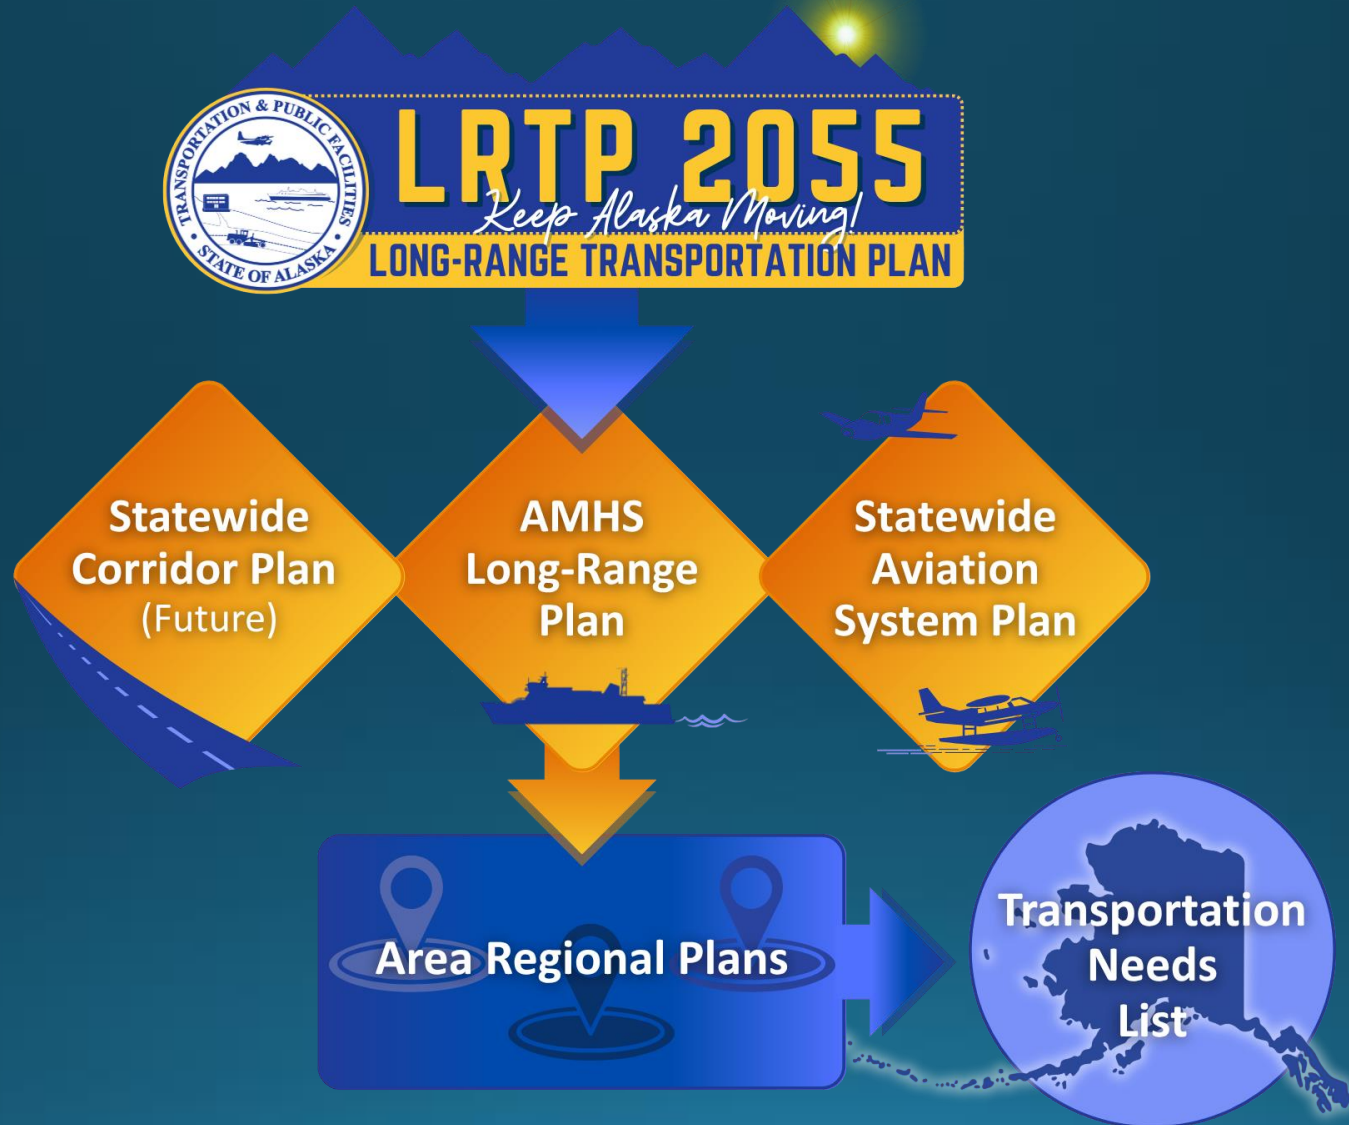 TRANSPORTATION & PUBLIC FACILITIES
• STATE OF ALASKA •
LRTP 2055
Keep Alaska Moving!
LONG-RANGE TRANSPORTATION PLAN
Statewide
Corridor Plan
(Future)
AMHS
Long-Range
Plan
Statewide
Aviation
System Plan
Area Regional Plans
Transportation
Needs
List